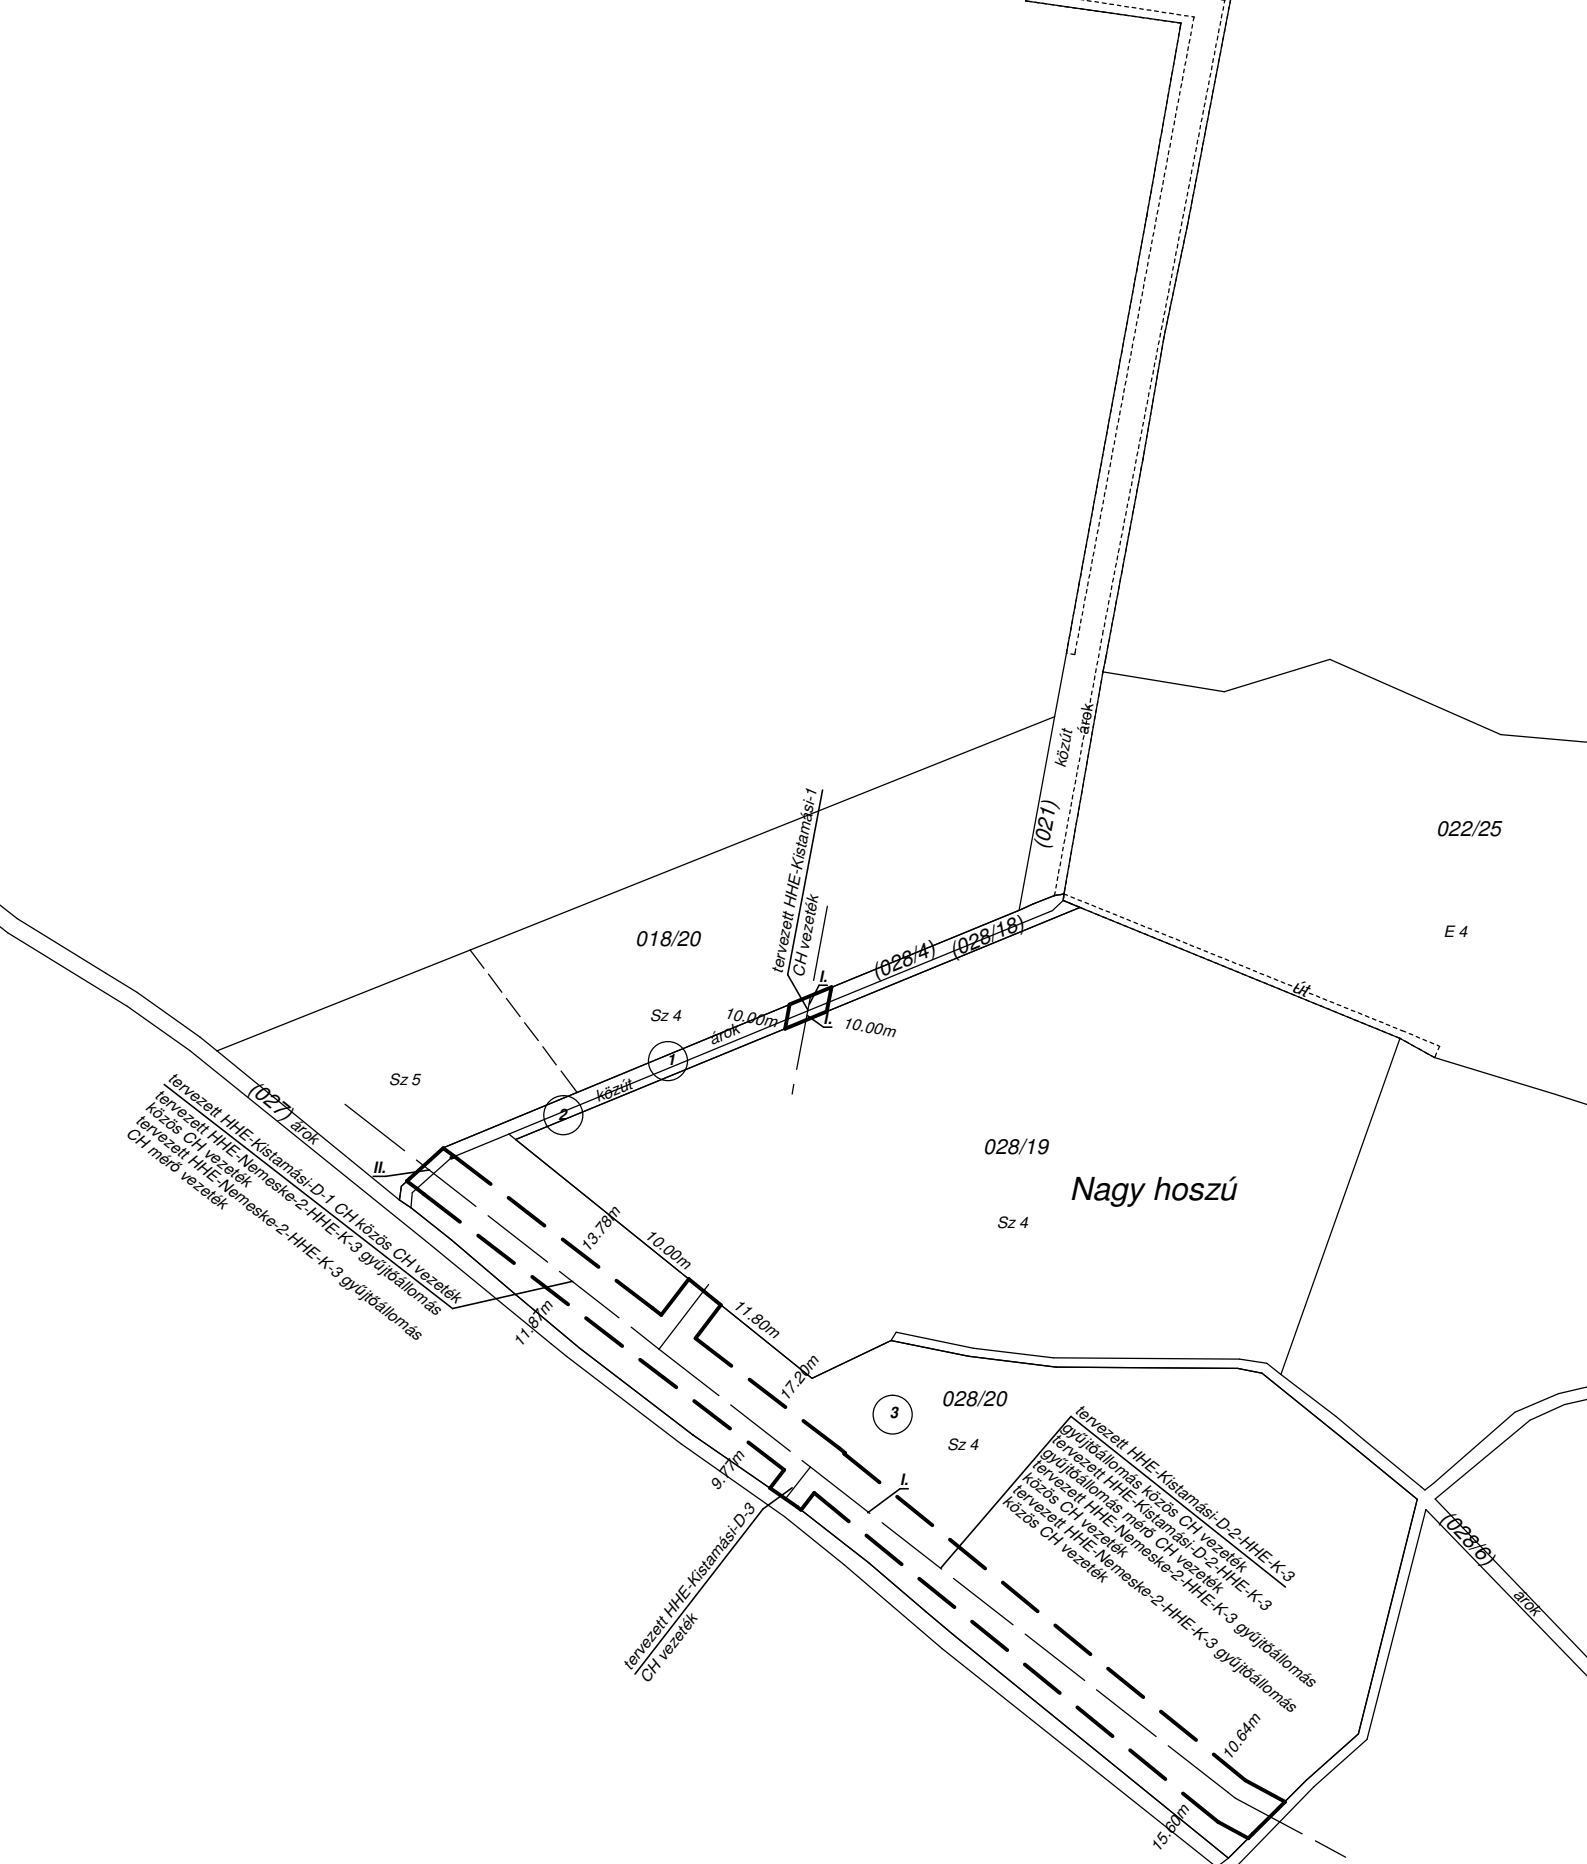 árok
közút
(021)
022/25
E 4
tervezett HHE-Kistamási-1
CH vezeték
018/20
Sz 4
(028/4)
(028/18)
I.
10.00m
I.
10.00m
út
árok
1
közút
2
Sz 5
(027) árok
tervezett HHE-Kistamási-D-1 CH közös CH vezeték
tervezett HHE-Nemeske-2-HHE-K-3 gyűjtőállomás
közös CH vezeték
tervezett HHE-Nemeske-2-HHE-K-3 gyűjtőállomás
CH mérő vezeték
II.
028/19
Nagy hoszú
Sz 4
13.78m
10.00m
11.87m
11.80m
17.20m
3
028/20
Sz 4
9.77m
I.
tervezett HHE-Kistamási-D-3
CH vezeték
tervezett HHE-Kistamási-D-2-HHE-K-3
gyűjtőállomás közös CH vezeték
tervezett HHE-Kistamási-D-2-HHE-K-3
gyűjtőállomás mérő CH vezeték
tervezett HHE-Nemeske-2-HHE-K-3 gyűjtőállomás
közös CH vezeték
tervezett HHE-Nemeske-2-HHE-K-3 gyűjtőállomás
közös CH vezeték
(028/6)
árok
10.64m
15.60m